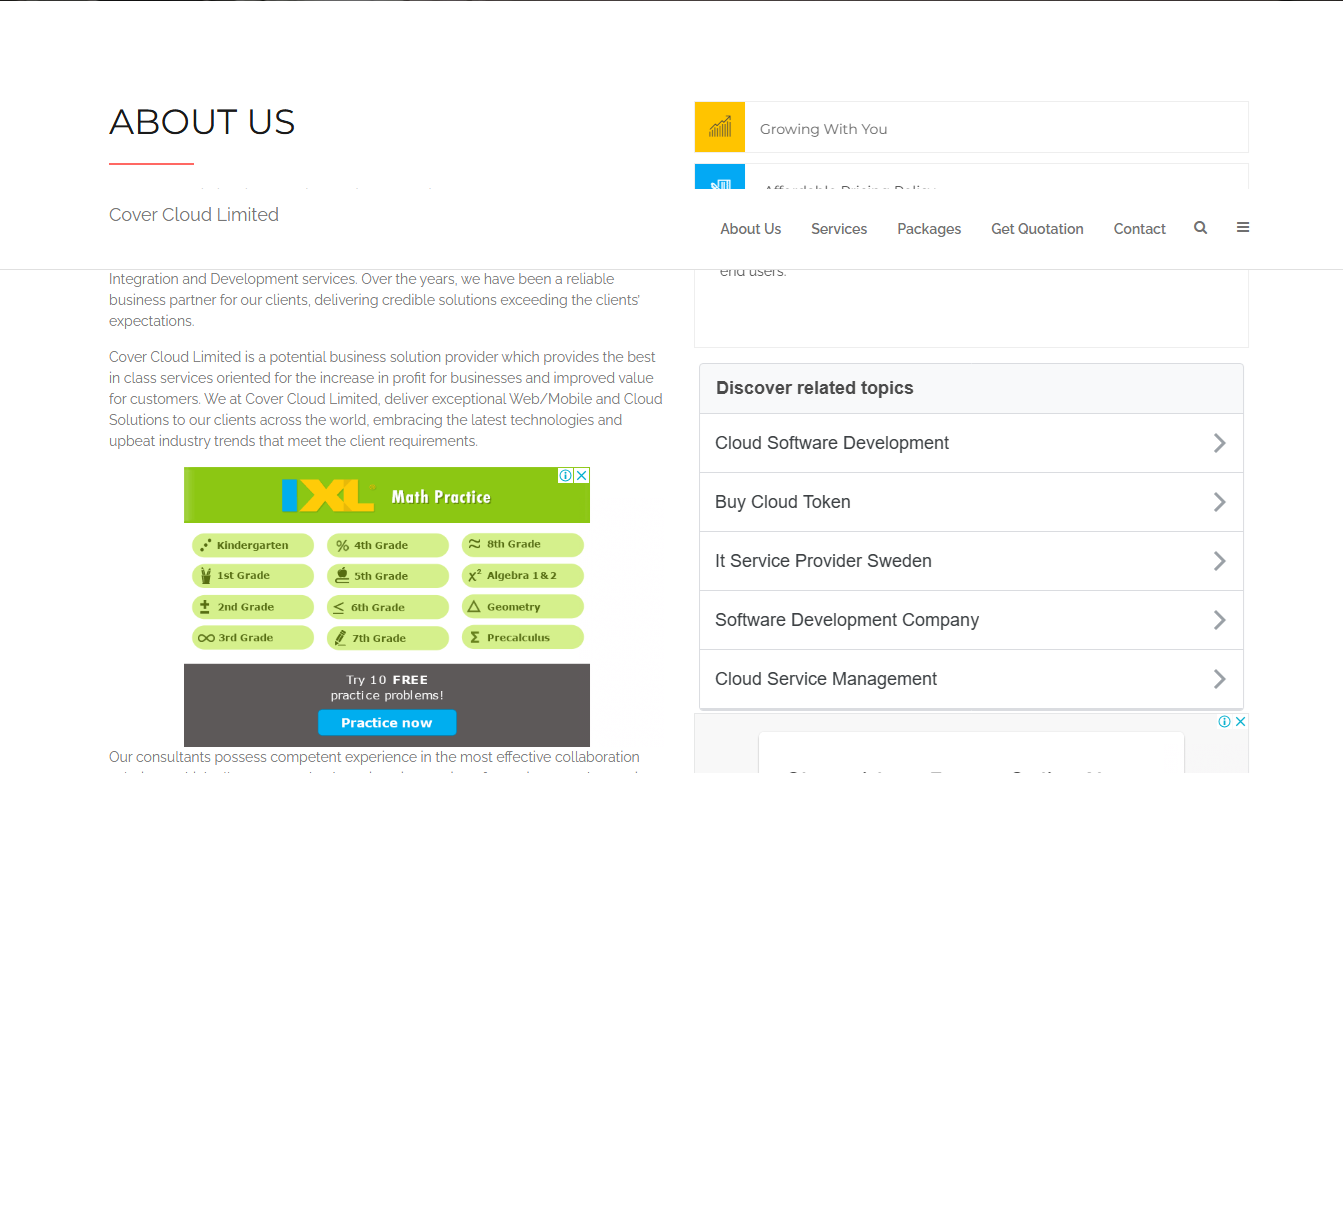 ABOUT US
Growing With You
Affordable Pricing Policy
Cover Cloud Limited
About Us
Services
Packages
Get Quotation
Contact
end users.
Integration and Development services. Over the years, we have been a reliable
business partner for our clients, delivering credible solutions exceeding the clients'
expectations.
Cover Cloud Limited is a potential business solution provider which provides the best
in class services oriented for the increase in profit for businesses and improved value
for customers. We at Cover Cloud Limited, deliver exceptional Web/Mobile and Cloud
Solutions to our clients across the world, embracing the latest technologies and
upbeat industry trends that meet the client requirements.
IXL Math Practice
Kindergarten
% 4th Grade
≈ 8th Grade
1st Grade
5th Grade
x² Algebra 1 & 2
± 2nd Grade
≤ 6th Grade
△ Geometry
∞ 3rd Grade
7th Grade
Σ Precalculus
Try 10 FREE
practice problems!
Practice now
Our consultants possess competent experience in the most effective collaboration
Discover related topics
Cloud Software Development
Buy Cloud Token
It Service Provider Sweden
Software Development Company
Cloud Service Management